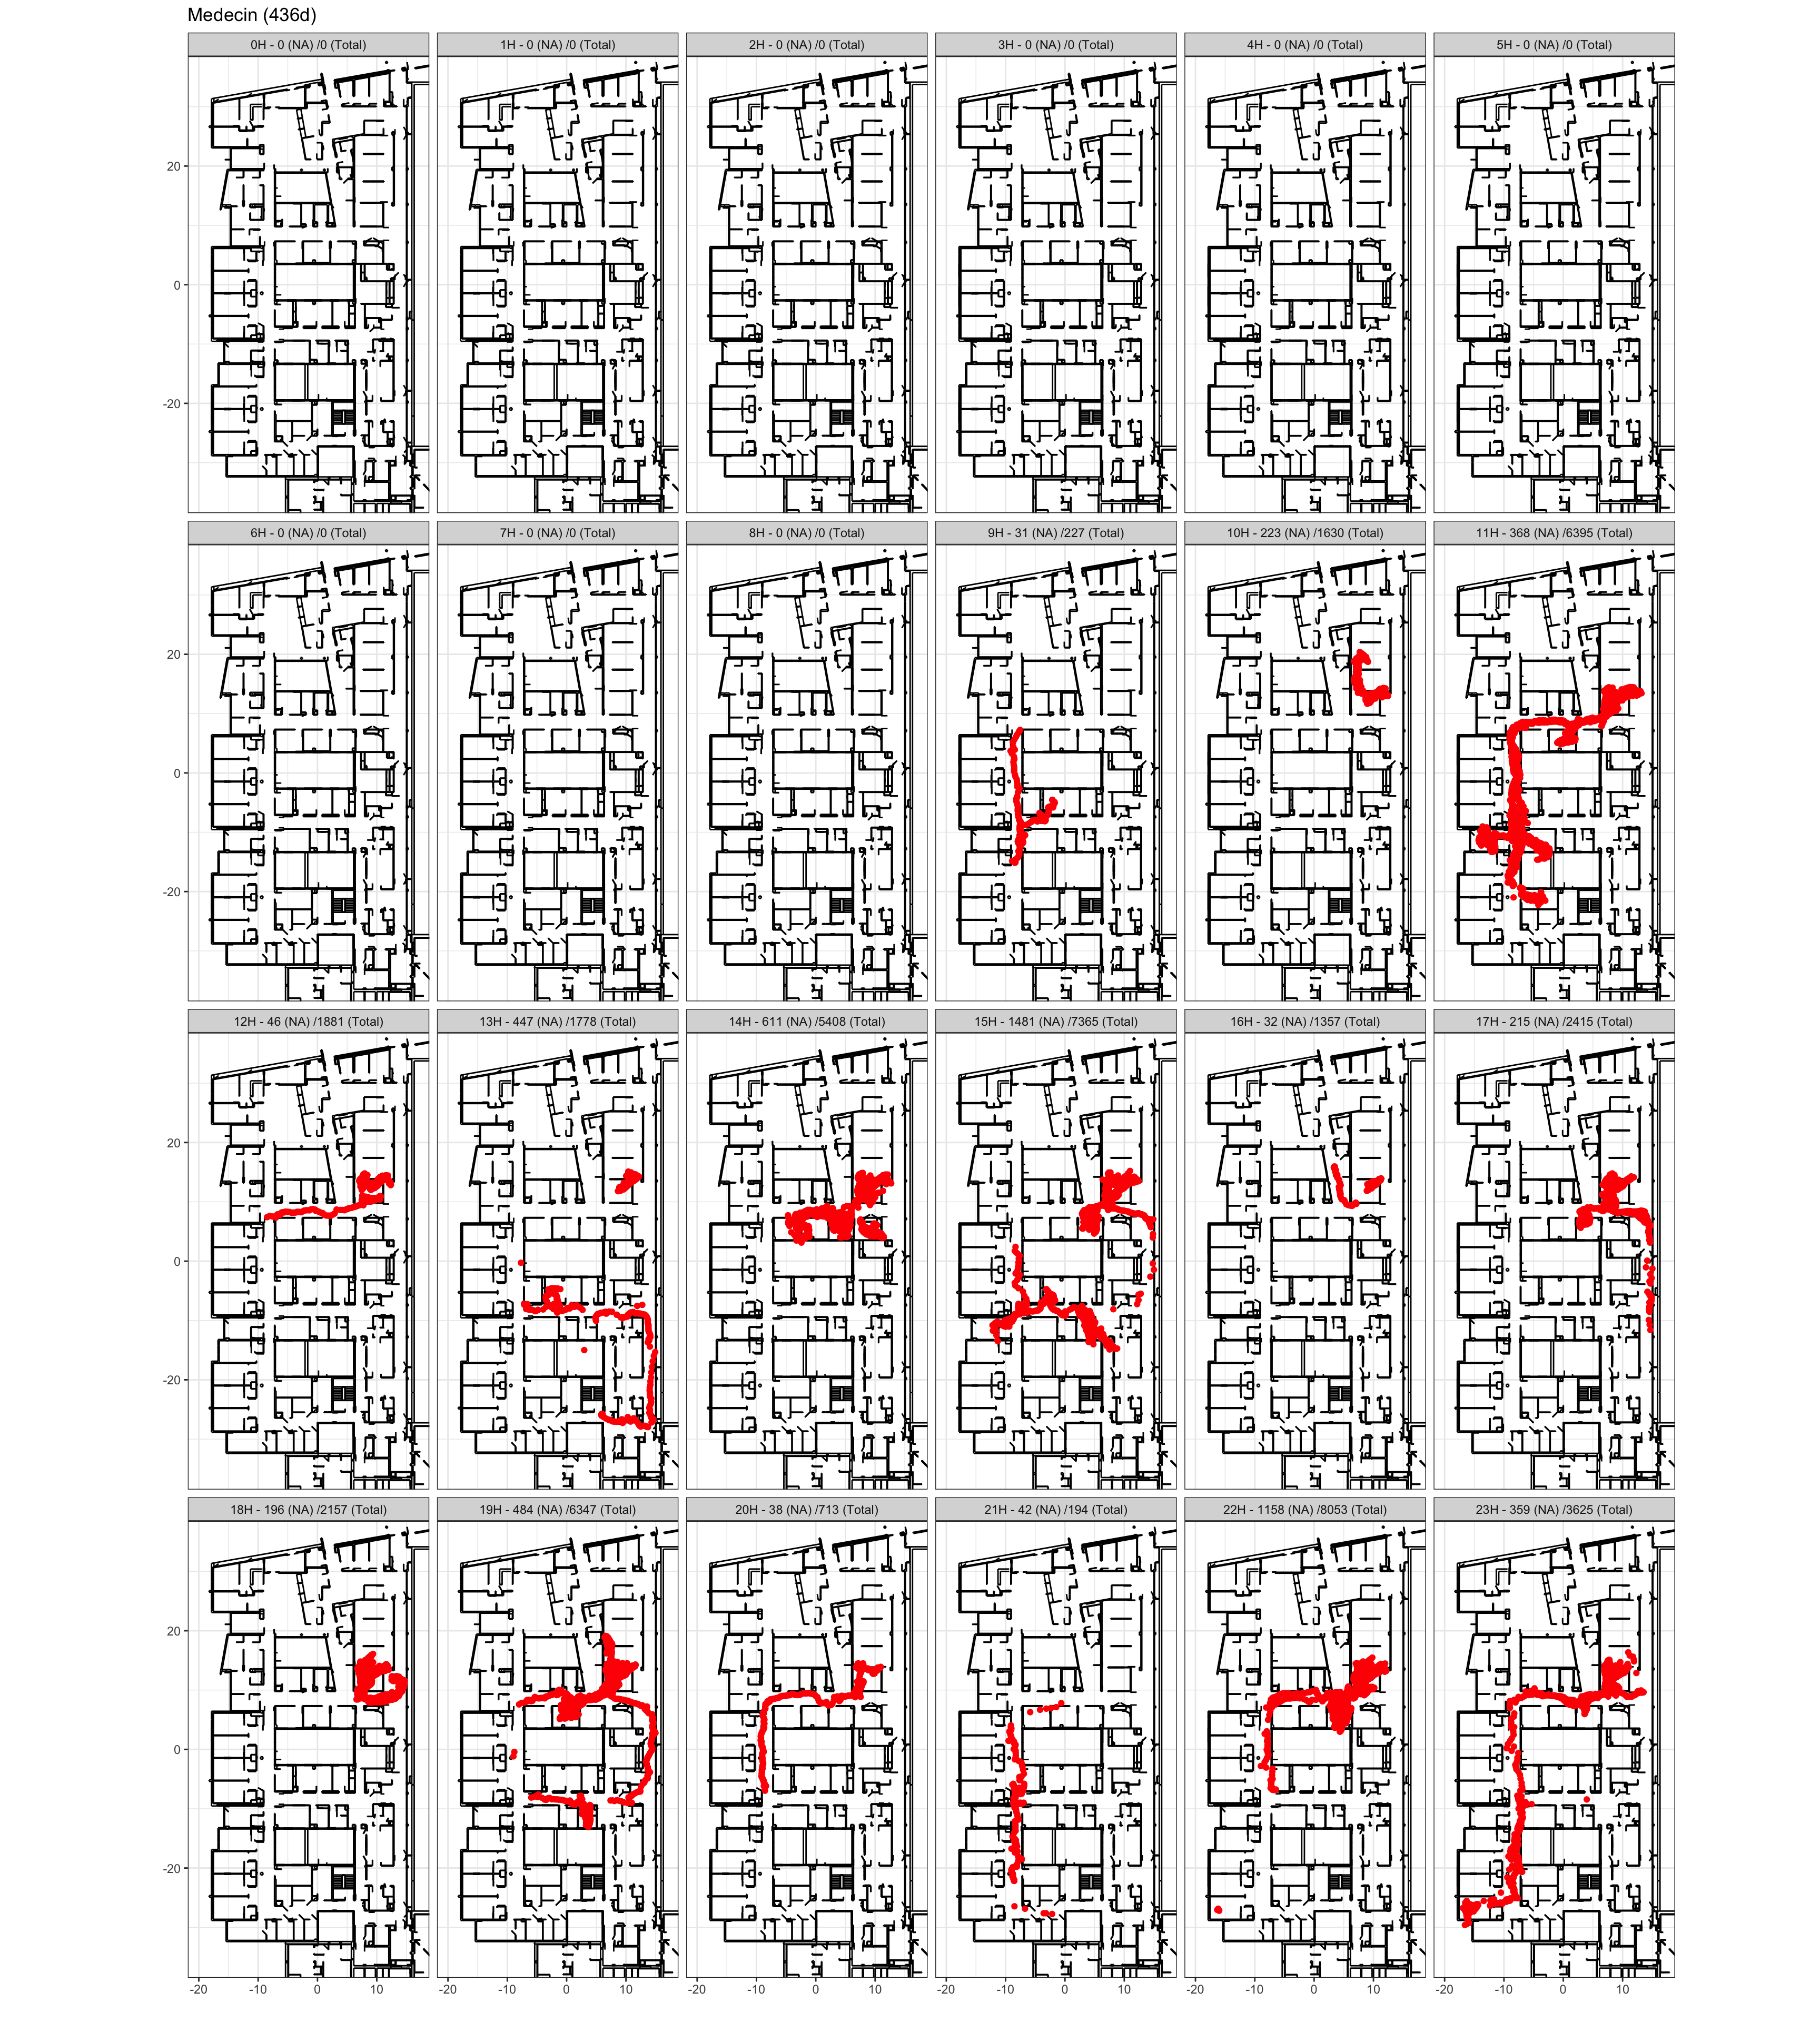 Medecin (436d)
0H - 0 (NA) /0 (Total)
1H - 0 (NA) /0 (Total)
2H - 0 (NA) /0 (Total)
3H - 0 (NA) /0 (Total)
4H - 0 (NA) /0 (Total)
5H - 0 (NA) /0 (Total)
20
0
-20
6H - 0 (NA) /0 (Total)
7H - 0 (NA) /0 (Total)
8H - 0 (NA) /0 (Total)
9H - 31 (NA) /227 (Total)
10H - 223 (NA) /1630 (Total)
11H - 368 (NA) /6395 (Total)
20
0
-20
12H - 46 (NA) /1881 (Total)
13H - 447 (NA) /1778 (Total)
14H - 611 (NA) /5408 (Total)
15H - 1481 (NA) /7365 (Total)
16H - 32 (NA) /1357 (Total)
17H - 215 (NA) /2415 (Total)
20
0
-20
18H - 196 (NA) /2157 (Total)
19H - 484 (NA) /6347 (Total)
20H - 38 (NA) /713 (Total)
21H - 42 (NA) /194 (Total)
22H - 1158 (NA) /8053 (Total)
23H - 359 (NA) /3625 (Total)
20
0
-20
-20 -10 0 10 -20 -10 0 10 -20 -10 0 10 -20 -10 0 10 -20 -10 0 10 -20 -10 0 10